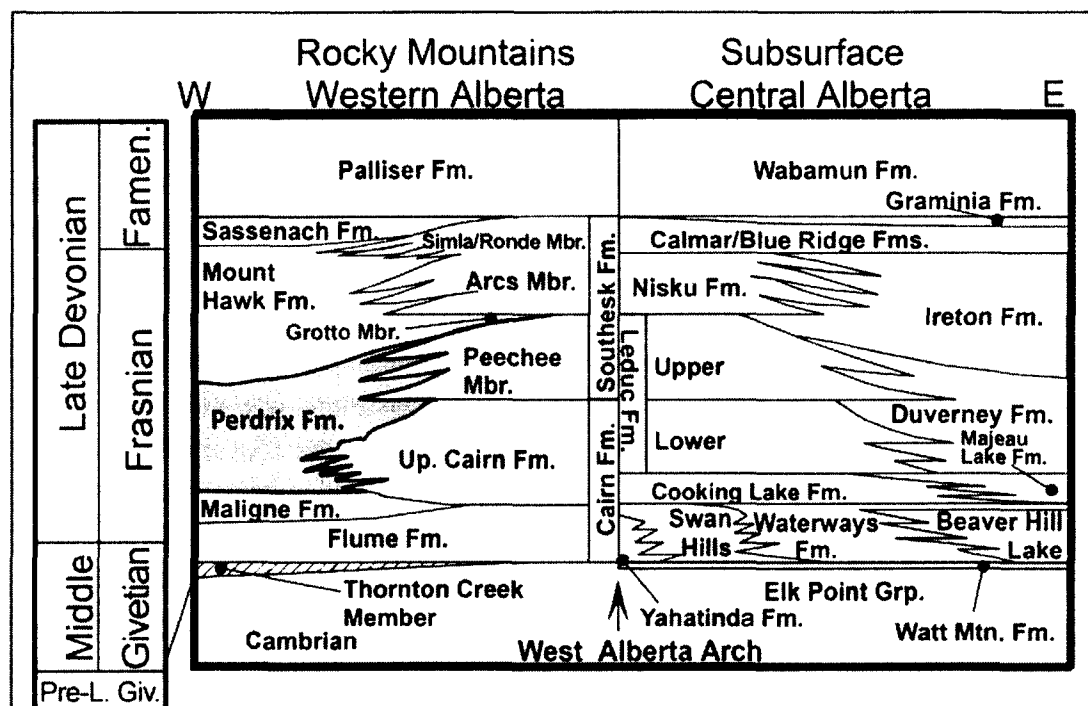 Rocky Mountains
Western Alberta
Subsurface
Central Alberta
W
E
Late Devonian
Famen.
Frasnian
Middle
Givetian
Pre-L. Giv.
Palliser Fm.
Wabamun Fm.
Graminia Fm.
Sassenach Fm.
Simla/Ronde Mbr.
Calmar/Blue Ridge Fms.
Mount
Hawk Fm.
Arcs Mbr.
Southesk Fm.
Nisku Fm.
Ireton Fm.
Grotto Mbr.
Peechee
Mbr.
Leduc Fm.
Upper
Perdrix Fm.
Up. Cairn Fm.
Cairn Fm.
Lower
Duverney Fm.
Majeau
Lake Fm.
Cooking Lake Fm.
Maligne Fm.
Flume Fm.
Swan
Hills
Waterways
Fm.
Beaver Hill
Lake
Thornton Creek
Member
Elk Point Grp.
Yahatinda Fm.
Watt Mtn. Fm.
Cambrian
West Alberta Arch